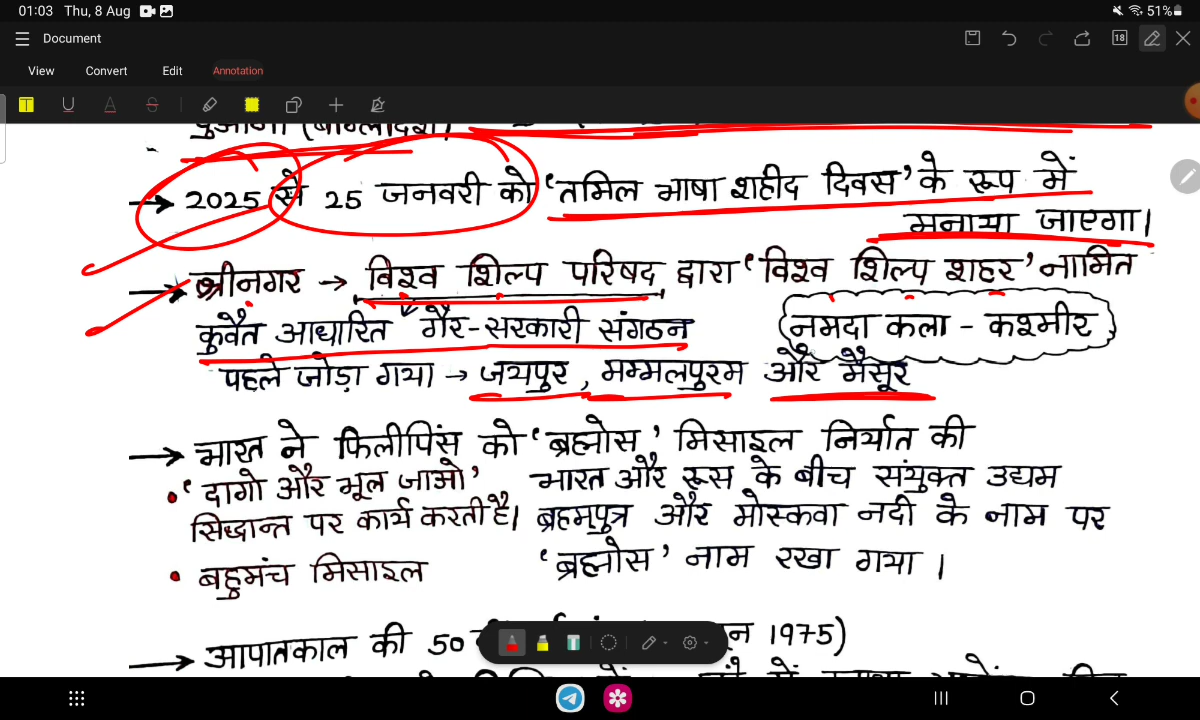 01:03 Thu, 8 Aug
51%
Document
18
View Convert Edit Annotation
T U A S
→ 2025 से 25 जनवरी को 'तमिल भाषा शहीद दिवस' के रूप में
मनाया जाएगा।
→ श्रीनगर → विश्व शिल्प परिषद द्वारा 'विश्व शिल्प शहर' नामित
कुवैत आधारित गैर-सरकारी संगठन
नमदा कला - कश्मीर
पहले जोड़ा गया → जयपुर, मम्मलपुरम और मैसूर
→ भारत ने फिलीपिंस को 'ब्रह्मोस' मिसाइल निर्यात की
• 'दागो और भूल जाओ'
सिद्धान्त पर कार्य करती है।
• बहुमंच मिसाइल
भारत और रूस के बीच संयुक्त उद्यम
ब्रह्मपुत्र और मोस्कवा नदी के नाम पर
'ब्रह्मोस' नाम रखा गया।
→ आपातकाल की 50 1975)